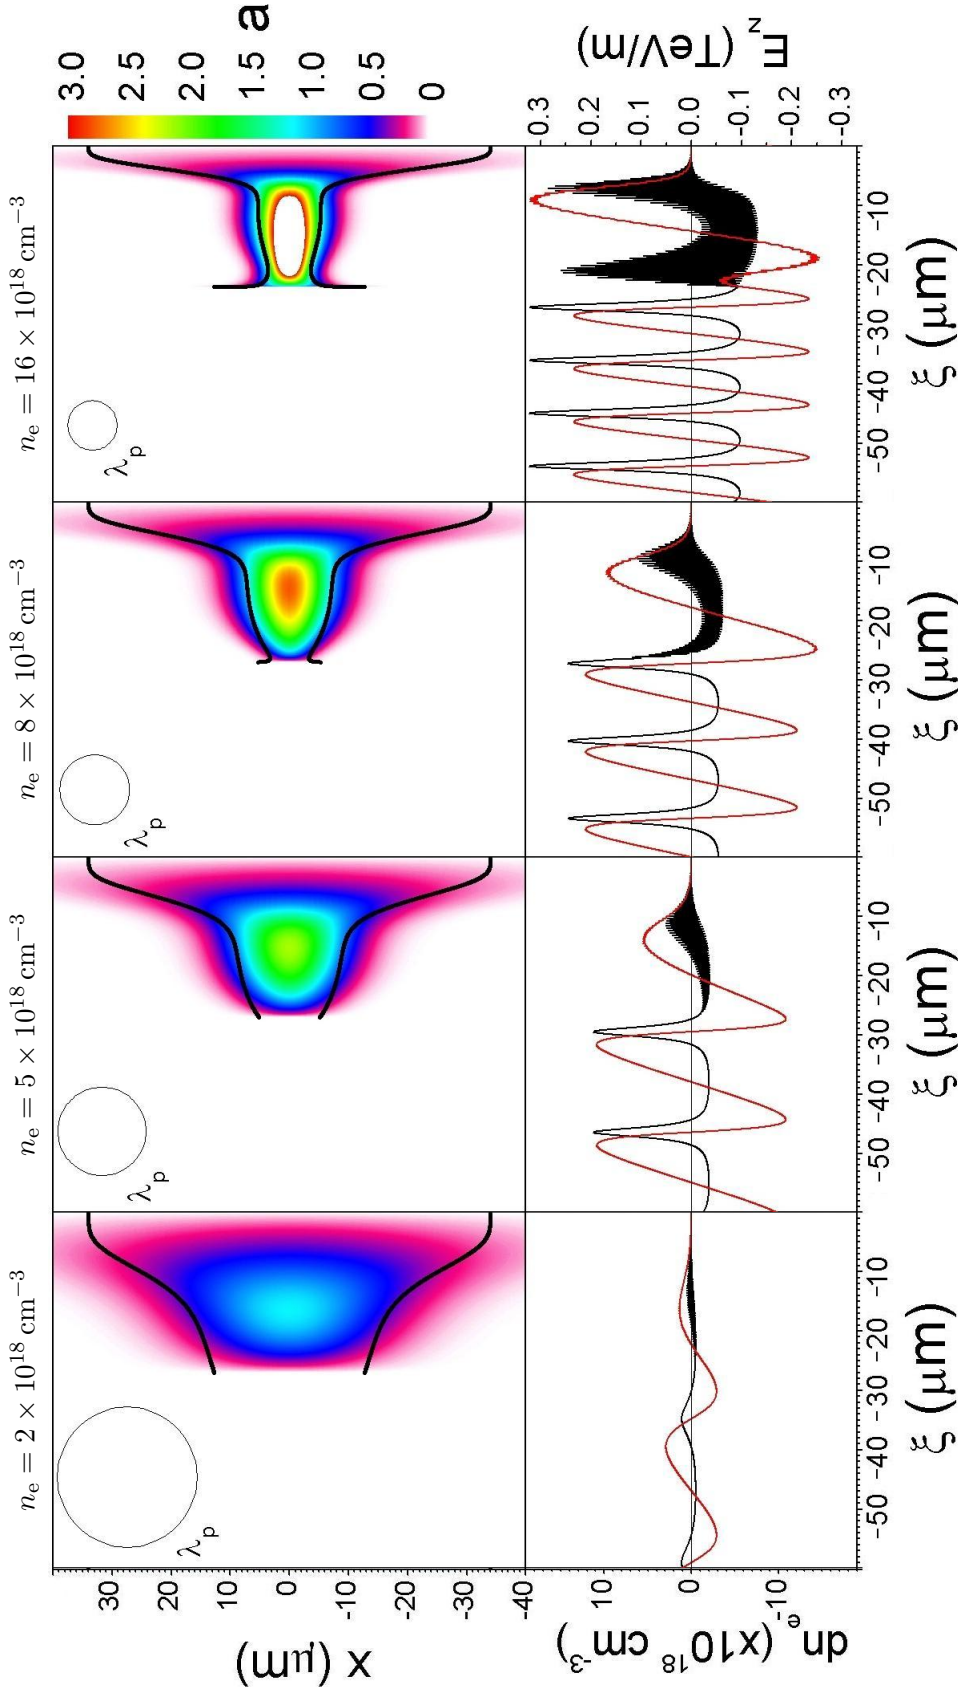 n_e = 2 × 10^18 cm^-3
n_e = 5 × 10^18 cm^-3
n_e = 8 × 10^18 cm^-3
n_e = 16 × 10^18 cm^-3
λ_p
λ_p
λ_p
λ_p
x (μm)
30
20
10
0
-10
-20
-30
-40
a
3.0
2.5
2.0
1.5
1.0
0.5
0
dn_e- (x10^18 cm^-3)
10
0
-10
E_z (TeV/m)
0.3
0.2
0.1
0.0
-0.1
-0.2
-0.3
-50 -40 -30 -20 -10
-50 -40 -30 -20 -10
-50 -40 -30 -20 -10
-50 -40 -30 -20 -10
ξ (μm)
ξ (μm)
ξ (μm)
ξ (μm)